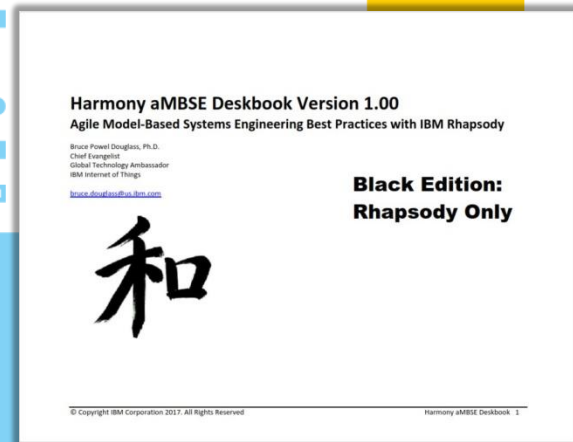 Harmony aMBSE Deskbook Version 1.00
Agile Model-Based Systems Engineering Best Practices with IBM Rhapsody
Bruce Powel Douglass, Ph.D.
Chief Evangelist
Global Technology Ambassador
IBM Internet of Things
bruce.douglass@us.ibm.com
Black Edition:
Rhapsody Only
和
© Copyright IBM Corporation 2017. All Rights Reserved
Harmony aMBSE Deskbook 1